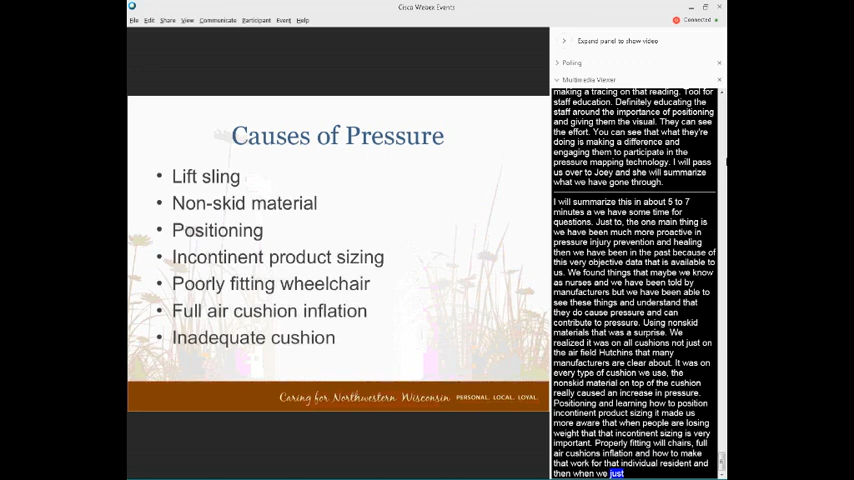 Cisco Webex Events
File Edit Share View Communicate Participant Event Help
Connected
Expand panel to show video
Polling
Multimedia Viewer
Causes of Pressure
• Lift sling
• Non-skid material
• Positioning
• Incontinent product sizing
• Poorly fitting wheelchair
• Full air cushion inflation
• Inadequate cushion
Caring for Northwestern Wisconsin PERSONAL. LOCAL. LOYAL.
making a tracing on that reading. Tool for
staff education. Definitely educating the
staff around the importance of positioning
and giving them the visual. They can see
the effort. You can see that what they're
doing is making a difference and
engaging them to participate in the
pressure mapping technology. I will pass
us over to Joey and she will summarize
what we have gone through.
I will summarize this in about 5 to 7
minutes a we have some time for
questions. Just to, the one main thing is
we have been much more proactive in
pressure injury prevention and healing
then we have been in the past because of
this very objective data that is available to
us. We found things that maybe we know
as nurses and we have been told by
manufacturers but we have been able to
see these things and understand that
they do cause pressure and can
contribute to pressure. Using nonskid
materials that was a surprise. We
realized it was on all cushions not just on
the air field Hutchins that many
manufacturers are clear about. It was on
every type of cushion we use, the
nonskid material on top of the cushion
really caused an increase in pressure.
Positioning and learning how to position
incontinent product sizing it made us
more aware that when people are losing
weight that that incontinent sizing is very
important. Properly fitting will chairs, full
air cushions inflation and how to make
that work for that individual resident and
then when we just